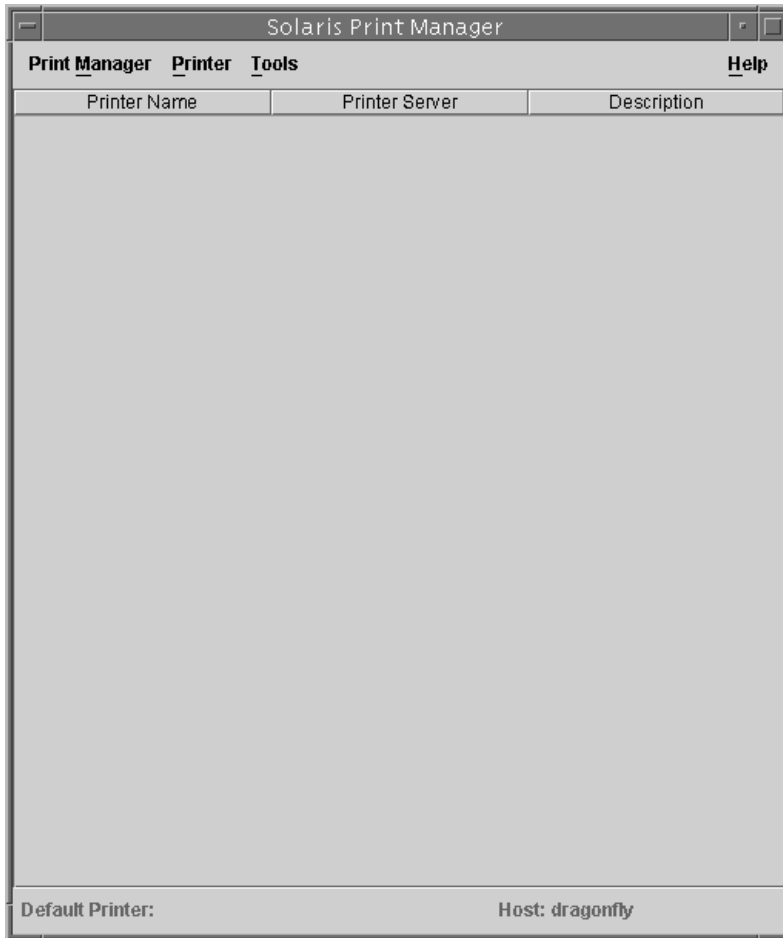 Solaris Print Manager
Print Manager Printer Tools Help
Printer Name Printer Server Description
Default Printer: Host: dragonfly